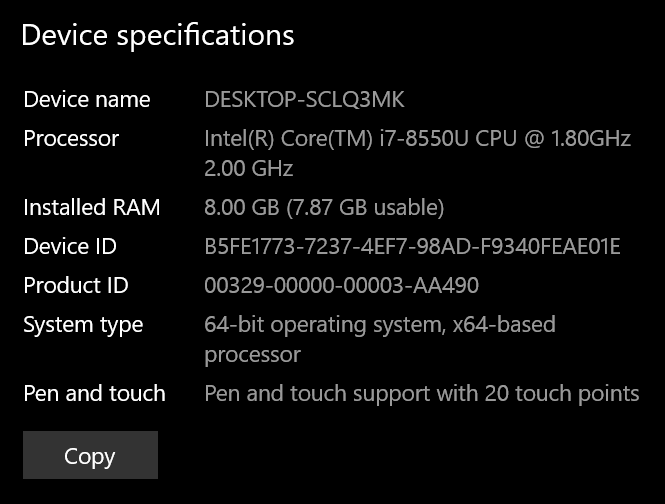 Device specifications
Device name DESKTOP-SCLQ3MK
Processor Intel(R) Core(TM) i7-8550U CPU @ 1.80GHz
2.00 GHz
Installed RAM 8.00 GB (7.87 GB usable)
Device ID B5FE1773-7237-4EF7-98AD-F9340FEAE01E
Product ID 00329-00000-00003-AA490
System type 64-bit operating system, x64-based
processor
Pen and touch Pen and touch support with 20 touch points
Copy